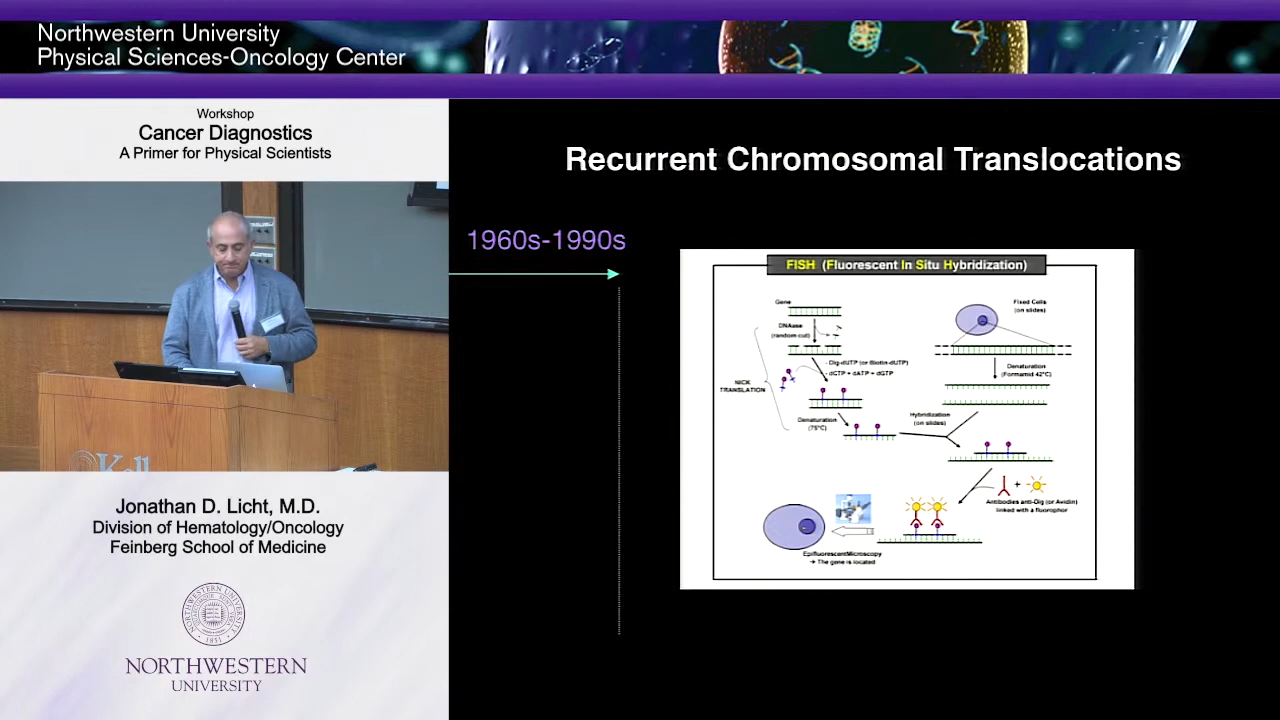 Northwestern University
Physical Sciences-Oncology Center
Workshop
Cancer Diagnostics
A Primer for Physical Scientists
Jonathan D. Licht, M.D.
Division of Hematology/Oncology
Feinberg School of Medicine
NORTHWESTERN
UNIVERSITY
Recurrent Chromosomal Translocations
1960s-1990s
FISH (Fluorescent In Situ Hybridization)
Gene
DNAase
(random cut)
- Dig-dUTP (or Biotin-dUTP)
- dCTP + dATP + dGTP
NICK
TRANSLATION
Denaturation
(75°C)
Fixed Cells
(on slides)
Denaturation
(Formamid 42°C)
Hybridization
(on slides)
+
Antibodies anti-Dig (or Avidin)
linked with a fluorophor
EpifluorescentMicroscopy
→ The gene is located